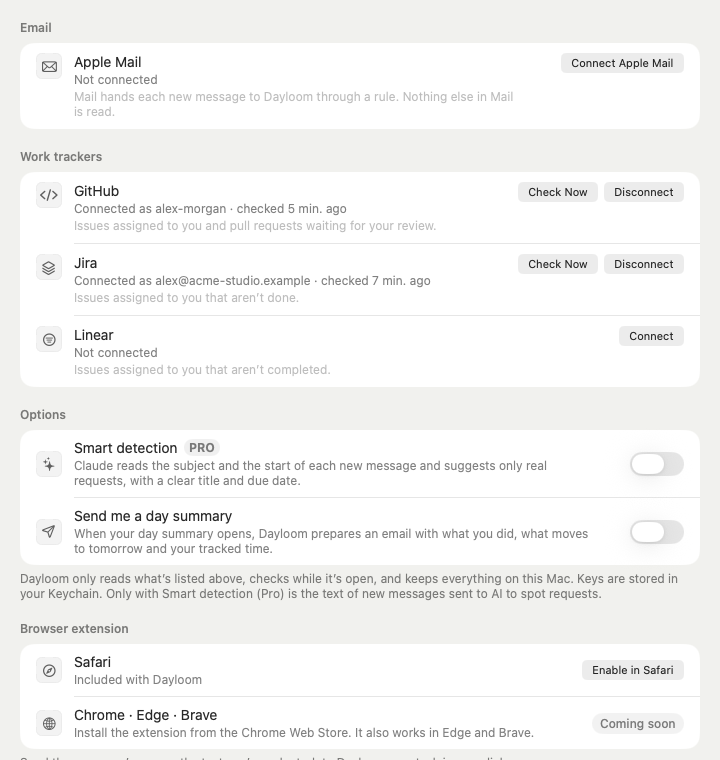 Email
Apple Mail
Connect Apple Mail
Not connected
Mail hands each new message to Dayloom through a rule. Nothing else in Mail
is read.
Work trackers
GitHub
Check Now
Disconnect
Connected as alex-morgan · checked 5 min. ago
Issues assigned to you and pull requests waiting for your review.
Jira
Check Now
Disconnect
Connected as alex@acme-studio.example · checked 7 min. ago
Issues assigned to you that aren't done.
Linear
Connect
Not connected
Issues assigned to you that aren't completed.
Options
Smart detection PRO
Claude reads the subject and the start of each new message and suggests only real
requests, with a clear title and due date.
Send me a day summary
When your day summary opens, Dayloom prepares an email with what you did, what moves
to tomorrow and your tracked time.
Dayloom only reads what's listed above, checks while it's open, and keeps everything on this Mac. Keys are stored in
your Keychain. Only with Smart detection (Pro) is the text of new messages sent to AI to spot requests.
Browser extension
Safari
Enable in Safari
Included with Dayloom
Chrome · Edge · Brave
Coming soon
Install the extension from the Chrome Web Store. It also works in Edge and Brave.